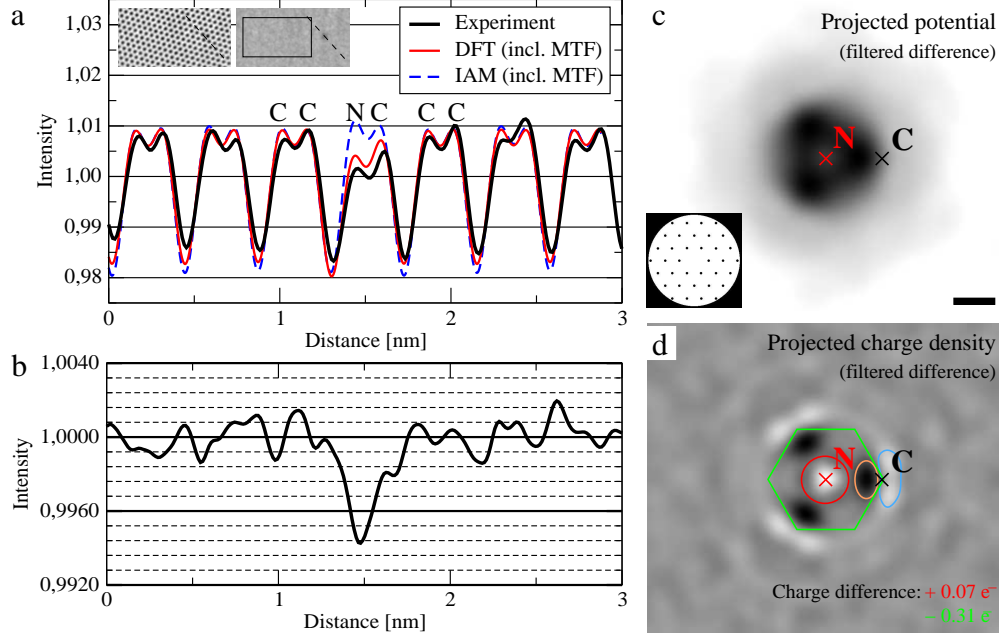 a
1,03
1,02
1,01
1,00
0,99
0,98
Intensity
Experiment
DFT (incl. MTF)
IAM (incl. MTF)
C C N C C C
0 1 2 3
Distance [nm]
b
1,0040
1,0000
0,9960
0,9920
Intensity
0 1 2 3
Distance [nm]
c
Projected potential
(filtered difference)
N
C
d
Projected charge density
(filtered difference)
N
C
Charge difference: + 0.07 e⁻
− 0.31 e⁻